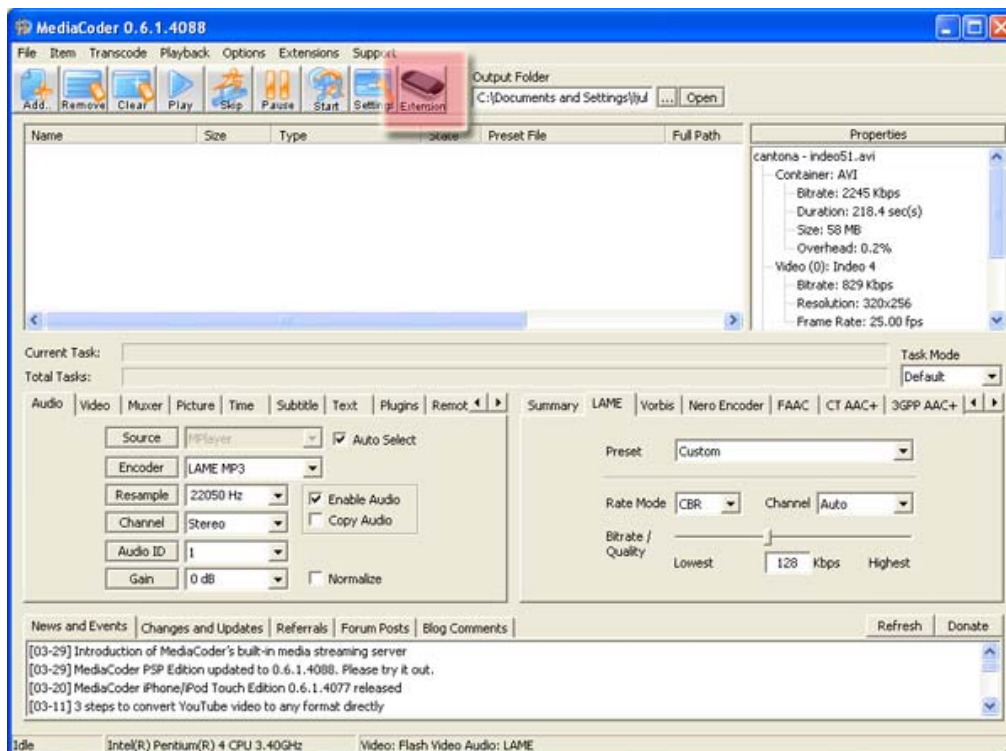 MediaCoder 0.6.1.4088
File Item Transcode Playback Options Extensions Support
Add.. Remove Clear Play Skip Pause Start Settings Extension
Output Folder
C:\Documents and Settings\ljul ... Open
Name Size Type State Preset File Full Path
Properties
cantona - indeo51.avi
Container: AVI
Bitrate: 2245 Kbps
Duration: 218.4 sec(s)
Size: 58 MB
Overhead: 0.2%
Video (0): Indeo 4
Bitrate: 829 Kbps
Resolution: 320x256
Frame Rate: 25.00 fps
Current Task:
Total Tasks:
Task Mode
Default
Audio Video Muxer Picture Time Subtitle Text Plugins Remot
Source MPlayer Auto Select
Encoder LAME MP3
Resample 22050 Hz Enable Audio
Channel Stereo Copy Audio
Audio ID 1
Gain 0 dB Normalize
Summary LAME Vorbis Nero Encoder FAAC CT AAC+ 3GPP AAC+
Preset Custom
Rate Mode CBR Channel Auto
Bitrate /
Quality
Lowest 128 Kbps Highest
News and Events Changes and Updates Referrals Forum Posts Blog Comments Refresh Donate
[03-29] Introduction of MediaCoder's built-in media streaming server
[03-29] MediaCoder PSP Edition updated to 0.6.1.4088. Please try it out.
[03-20] MediaCoder iPhone/iPod Touch Edition 0.6.1.4077 released
[03-11] 3 steps to convert YouTube video to any format directly
Idle Intel(R) Pentium(R) 4 CPU 3.40GHz Video: Flash Video Audio: LAME